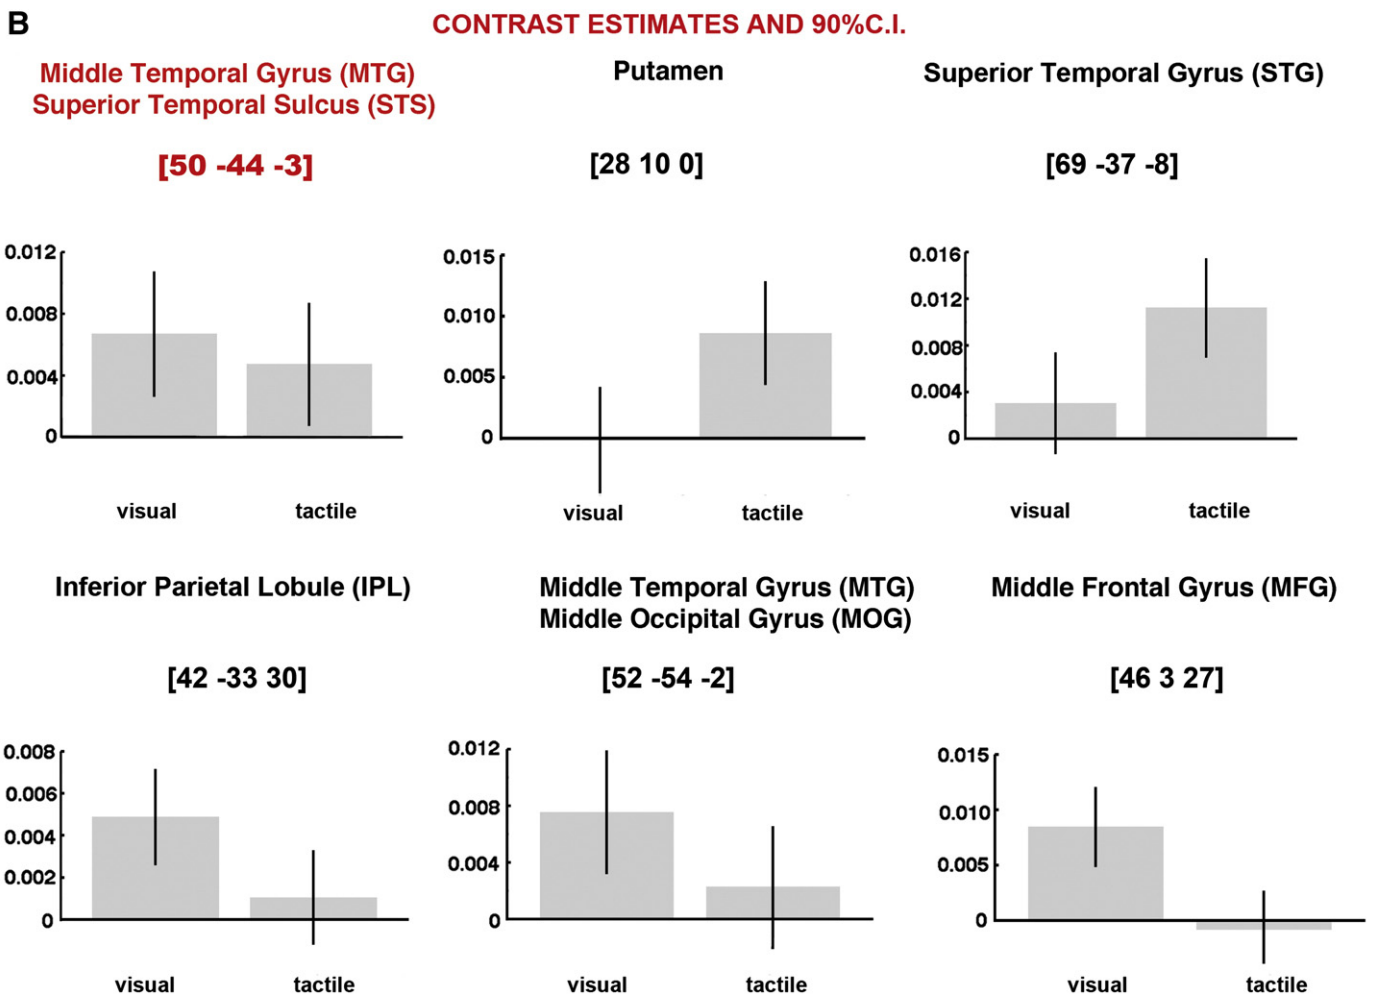 B
CONTRAST ESTIMATES AND 90%C.I.
Middle Temporal Gyrus (MTG)
Superior Temporal Sulcus (STS)
[50 -44 -3]
0.012
0.008
0.004
0
visual tactile
Putamen
[28 10 0]
0.015
0.010
0.005
0
visual tactile
Superior Temporal Gyrus (STG)
[69 -37 -8]
0.016
0.012
0.008
0.004
0
visual tactile
Inferior Parietal Lobule (IPL)
[42 -33 30]
0.008
0.006
0.004
0.002
0
visual tactile
Middle Temporal Gyrus (MTG)
Middle Occipital Gyrus (MOG)
[52 -54 -2]
0.012
0.008
0.004
0
visual tactile
Middle Frontal Gyrus (MFG)
[46 3 27]
0.015
0.010
0.005
0
visual tactile